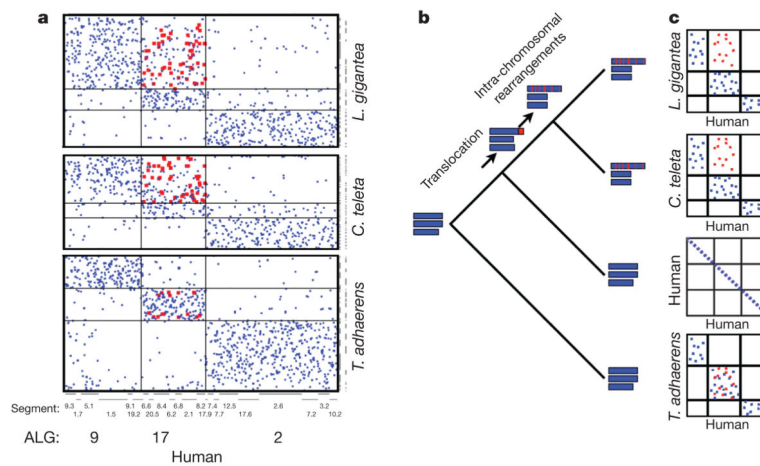 a
L. gigantea
C. teleta
T. adhaerens
Segment: 9.3 5.1 9.1 6.6 8.4 6.8 8.2 7.4 12.5 2.6 3.2
1.7 1.5 19.2 20.5 6.2 2.1 17.9 7.7 17.6 7.2 10.2
ALG: 9 17 2
Human
b
Translocation
Intra-chromosomal
rearrangements
c
L. gigantea
Human
C. teleta
Human
Human
Human
T. adhaerens
Human